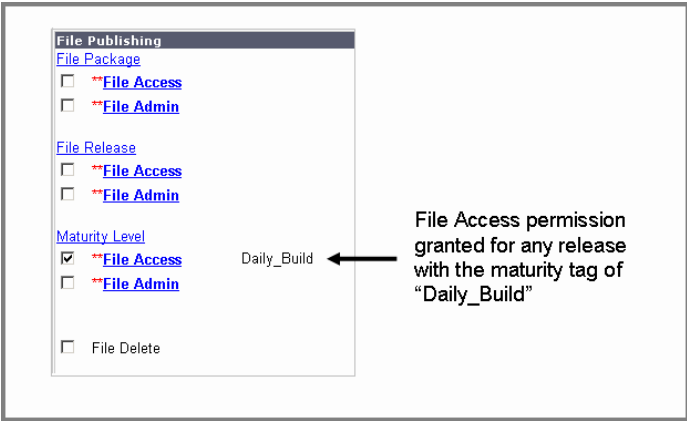 File Publishing
File Package
**File Access
**File Admin
File Release
**File Access
**File Admin
Maturity Level
**File Access Daily_Build
**File Admin
File Delete
File Access permission
granted for any release
with the maturity tag of
“Daily_Build”